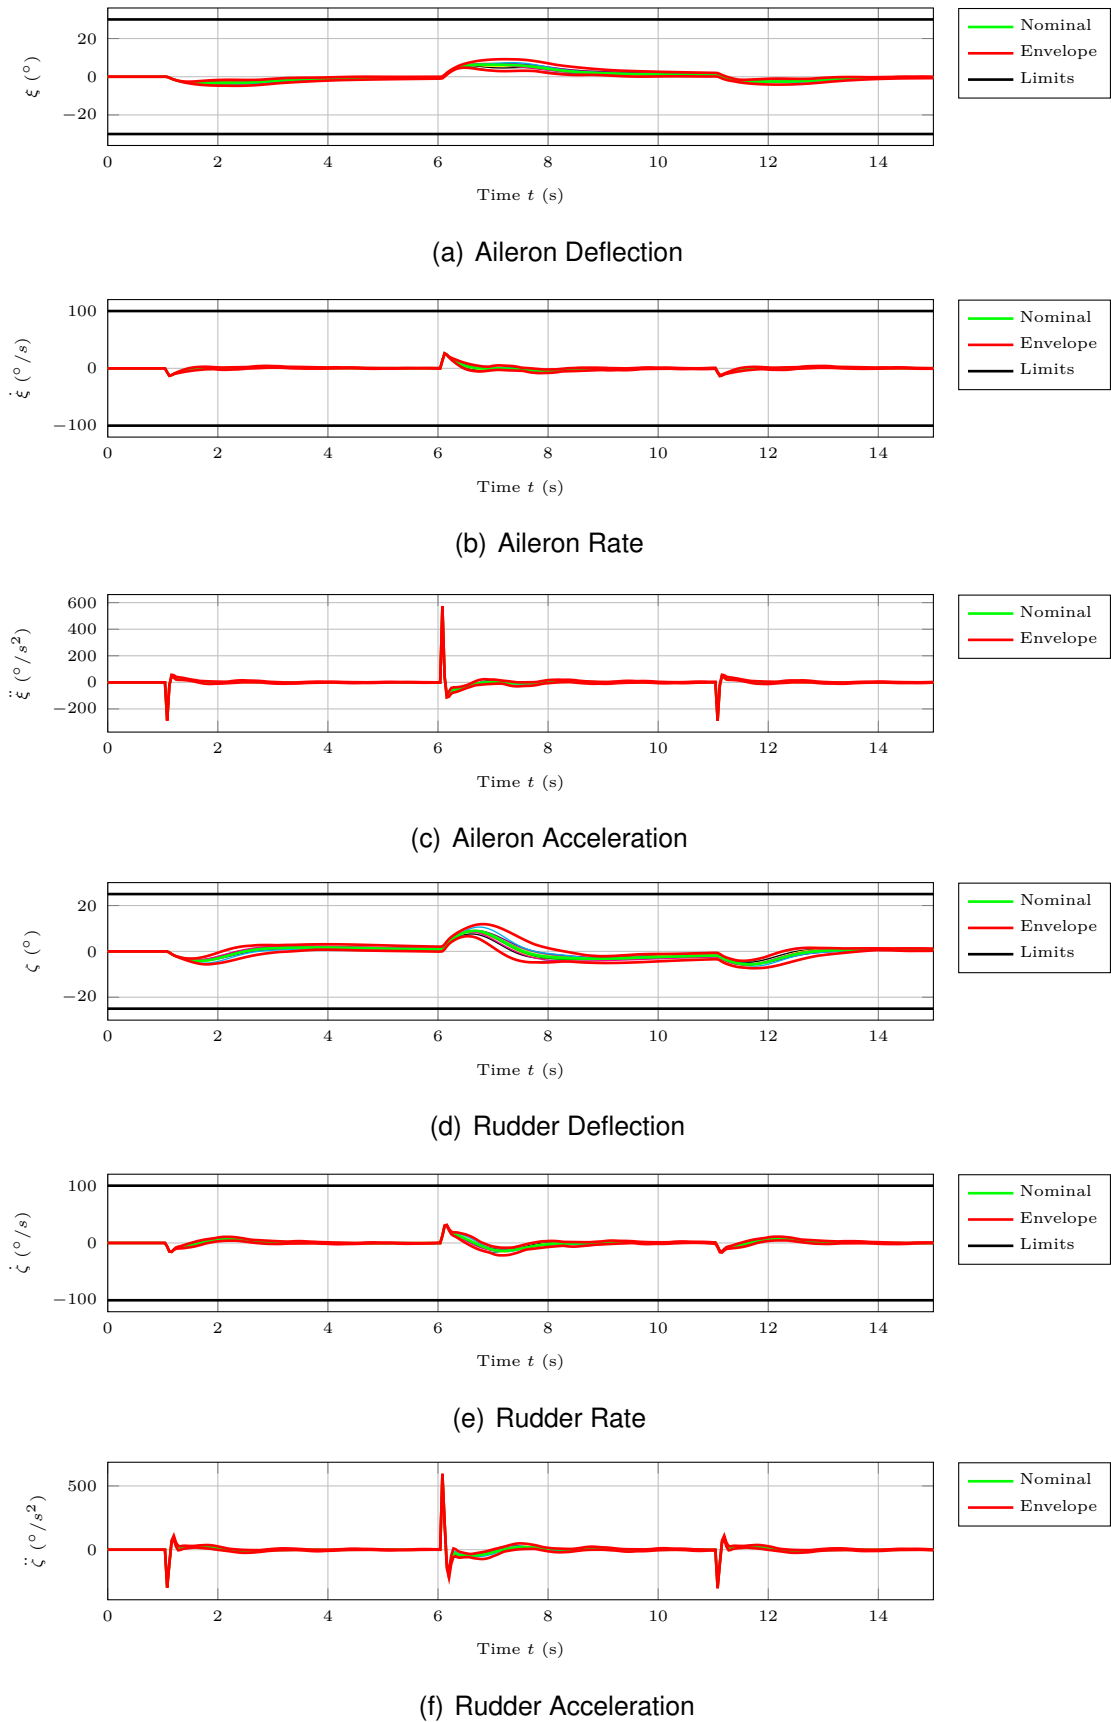 20
0
−20
ξ (°)
0 2 4 6 8 10 12 14
Time t (s)
Nominal
Envelope
Limits
(a) Aileron Deflection
100
0
−100
ξ̇ (°/s)
0 2 4 6 8 10 12 14
Time t (s)
Nominal
Envelope
Limits
(b) Aileron Rate
600
400
200
0
−200
ξ̈ (°/s²)
0 2 4 6 8 10 12 14
Time t (s)
Nominal
Envelope
(c) Aileron Acceleration
20
0
−20
ζ (°)
0 2 4 6 8 10 12 14
Time t (s)
Nominal
Envelope
Limits
(d) Rudder Deflection
100
0
−100
ζ̇ (°/s)
0 2 4 6 8 10 12 14
Time t (s)
Nominal
Envelope
Limits
(e) Rudder Rate
500
0
ζ̈ (°/s²)
0 2 4 6 8 10 12 14
Time t (s)
Nominal
Envelope
(f) Rudder Acceleration